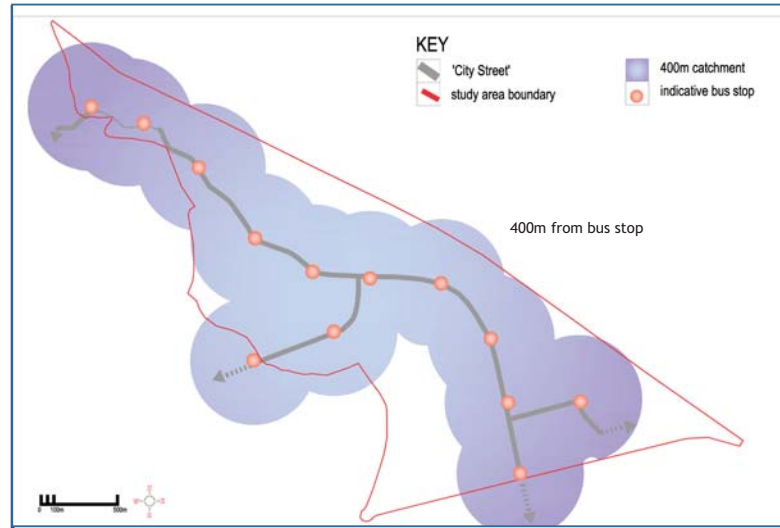 KEY
'City Street'
study area boundary
400m catchment
indicative bus stop
400m from bus stop
0 100m 500m